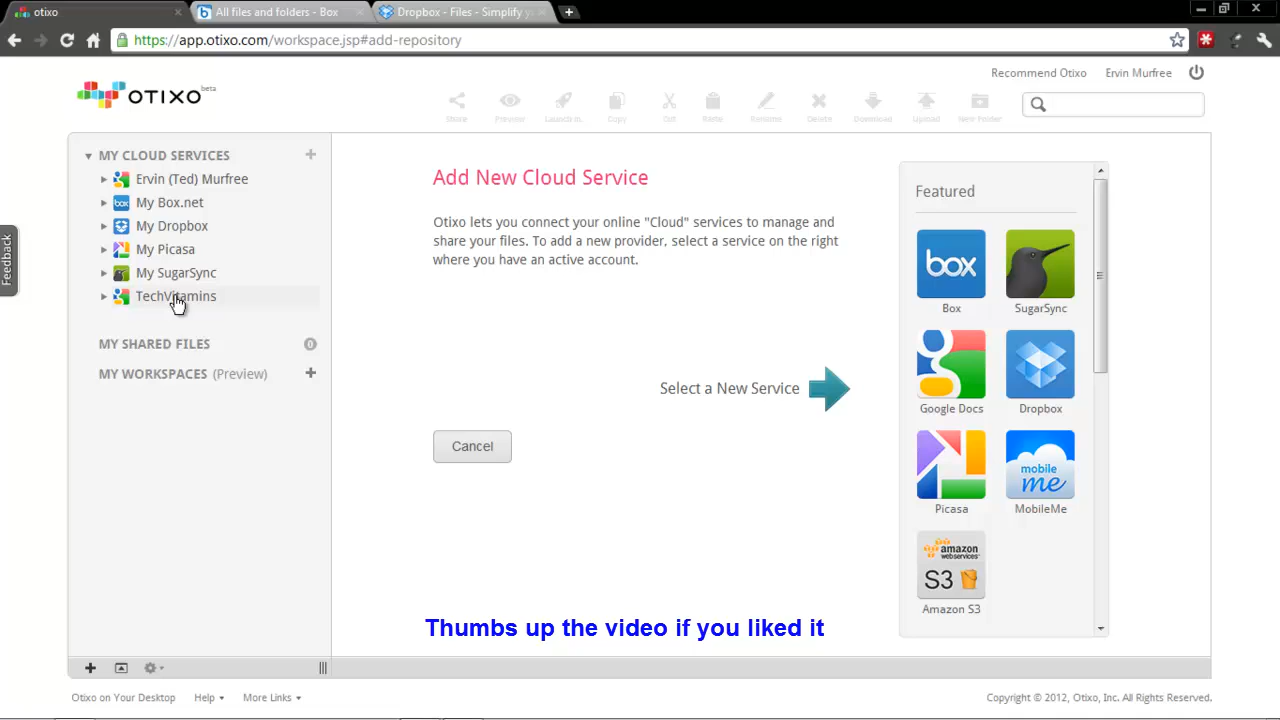 otixo
All files and folders - Box
Dropbox - Files - Simplify y
https://app.otixo.com/workspace.jsp#add-repository
Recommend Otixo
Ervin Murfree
OTIXO beta
Share
Preview
Launch in..
Copy
Cut
Paste
Rename
Delete
Download
Upload
New Folder
MY CLOUD SERVICES
Ervin (Ted) Murfree
My Box.net
My Dropbox
My Picasa
My SugarSync
TechVitamins
MY SHARED FILES 0
MY WORKSPACES (Preview)
Feedback
Add New Cloud Service
Otixo lets you connect your online "Cloud" services to manage and
share your files. To add a new provider, select a service on the right
where you have an active account.
Select a New Service
Cancel
Featured
box
Box
SugarSync
Google Docs
Dropbox
Picasa
mobile
me
MobileMe
amazon
webservices
S3
Amazon S3
Thumbs up the video if you liked it
Otixo on Your Desktop
Help
More Links
Copyright © 2012, Otixo, Inc. All Rights Reserved.